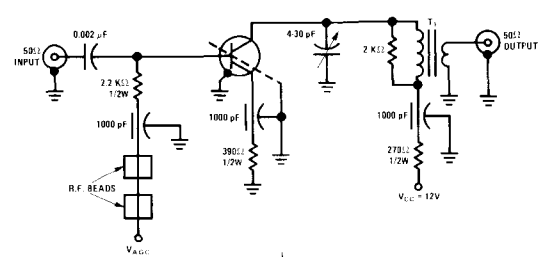 50Ω
INPUT
0.002 μF
2.2 KΩ
1/2W
1000 pF
R.F. BEADS
VAGC
1000 pF
390Ω
1/2W
4-30 pF
2 KΩ
T1
50Ω
OUTPUT
1000 pF
270Ω
1/2W
VCC = 12V